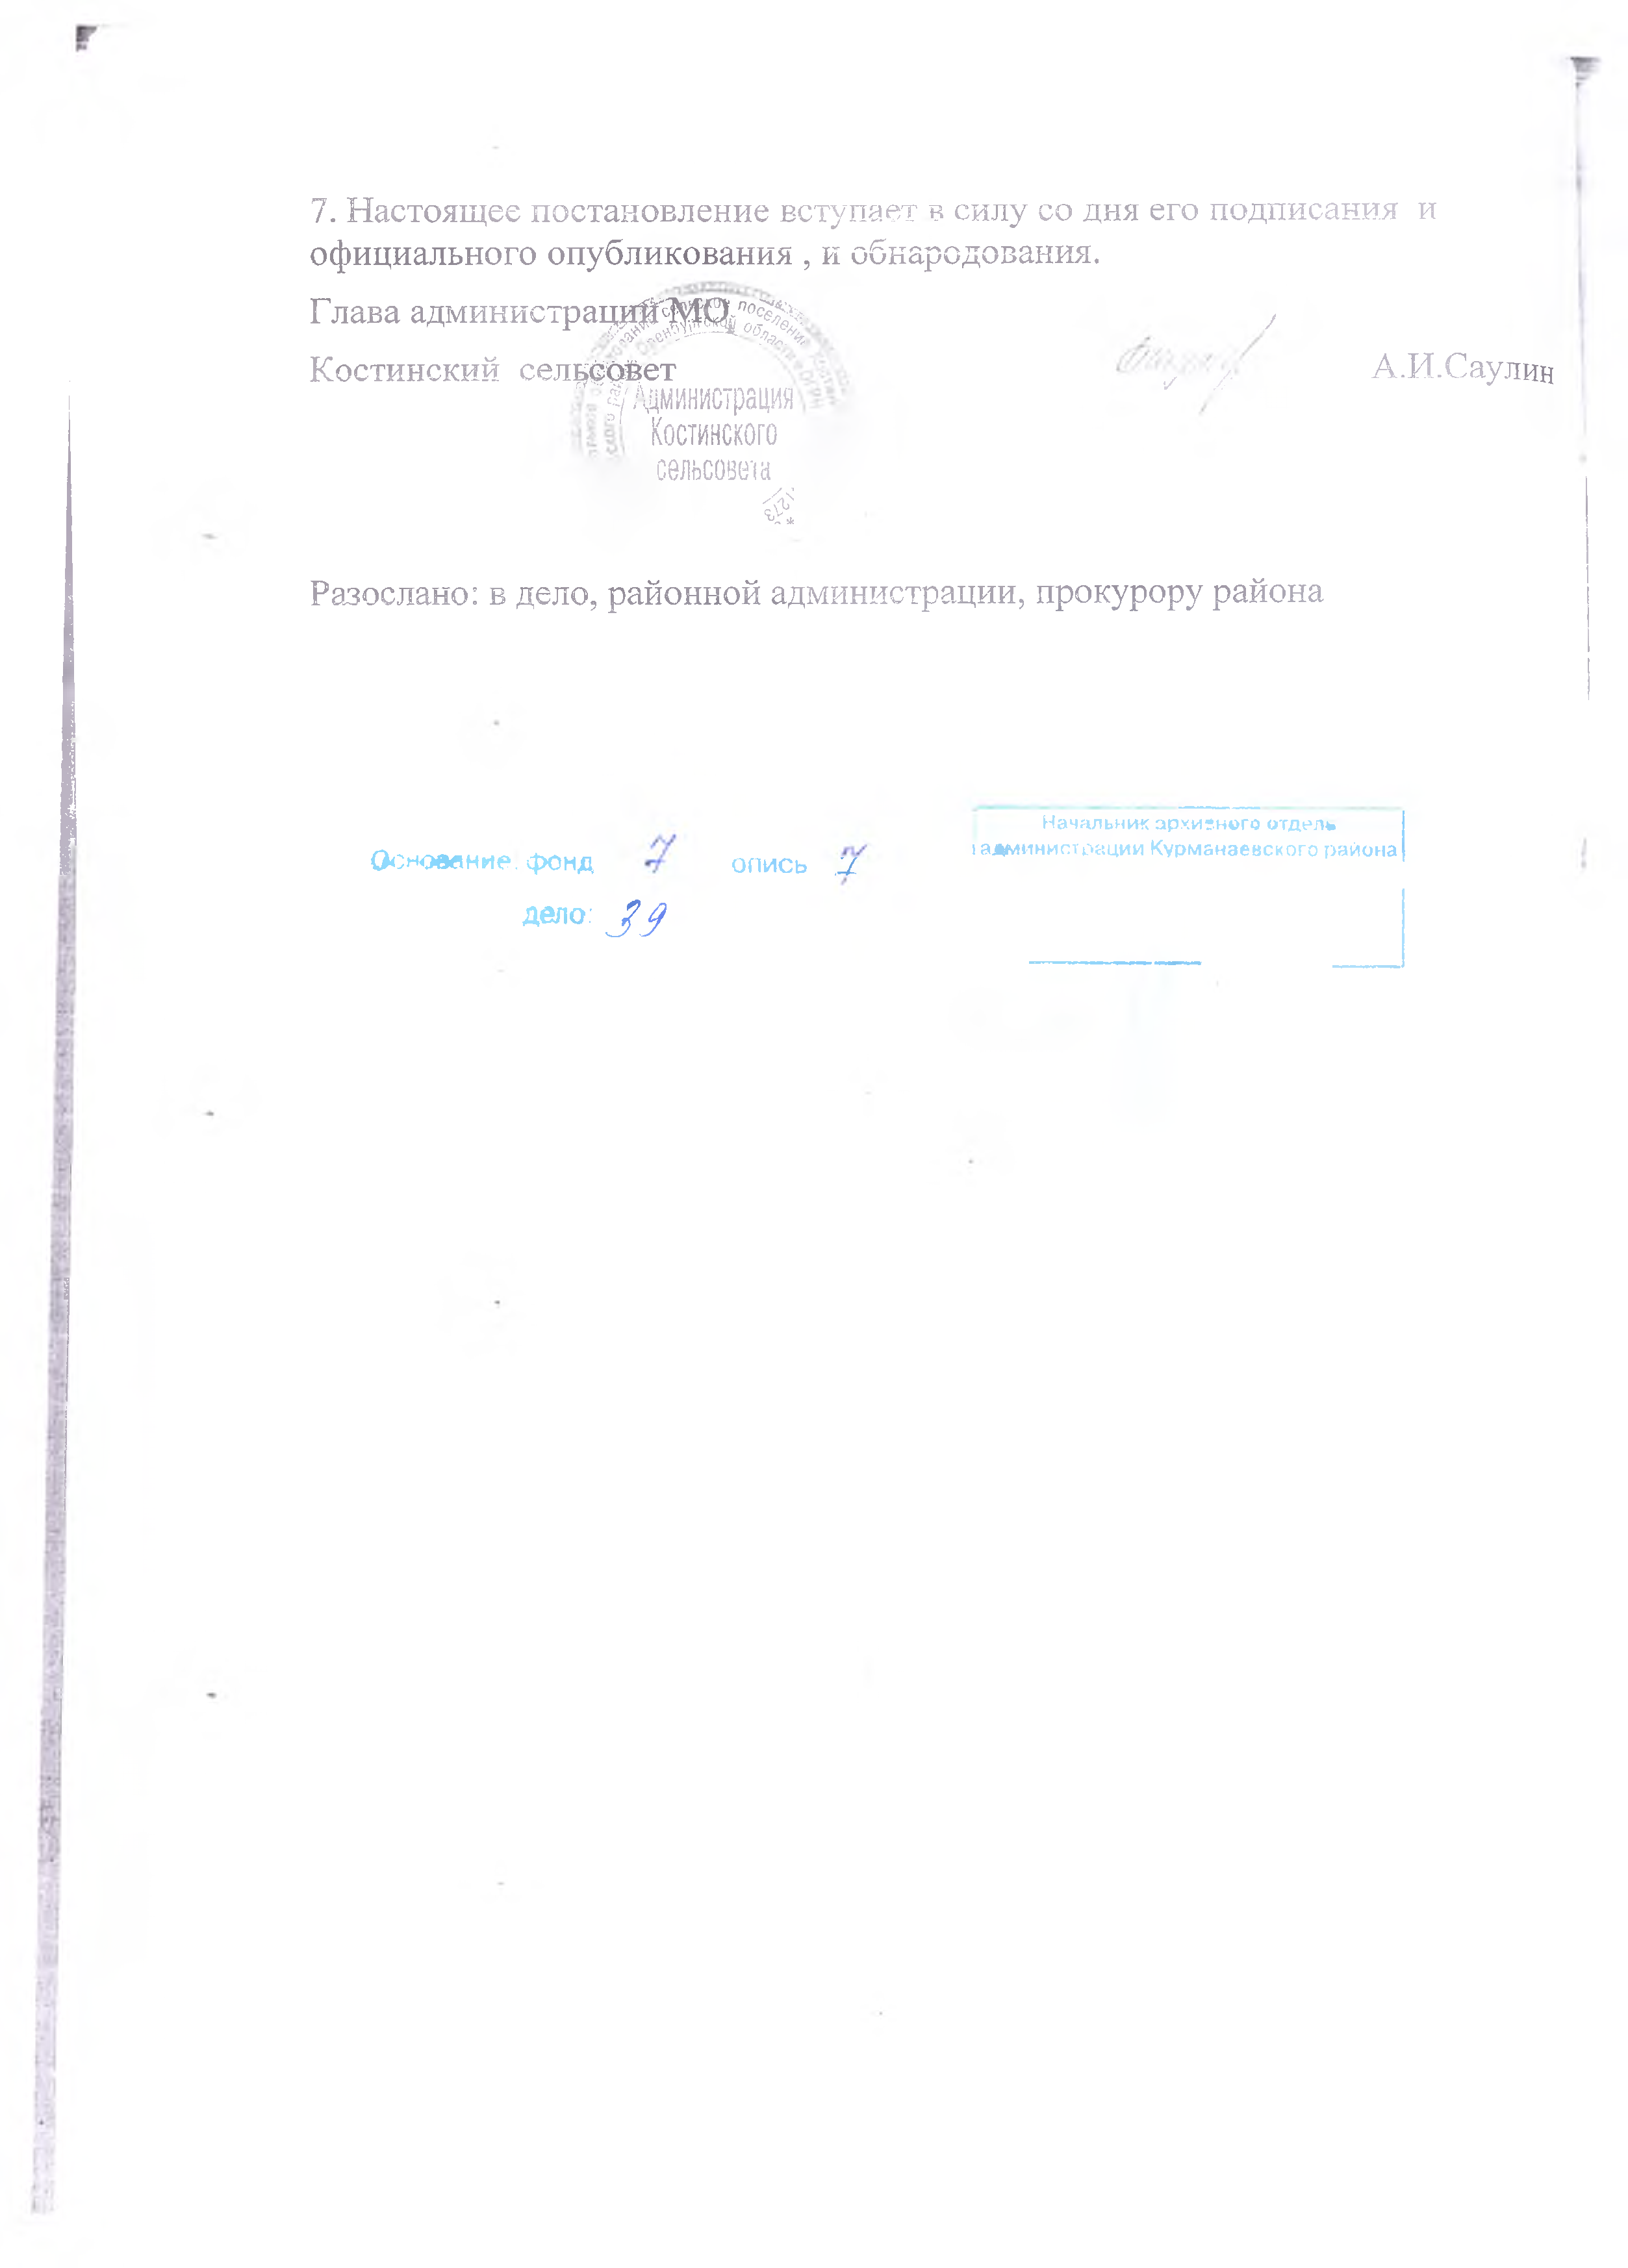 7. Настоящее постановление вступает в силу со дня его подписания и
официального опубликования , и обнародования.
Глава администрации МО
Костинский сельсовет
А.И.Саулин
Администрация
Костинского
сельсовета
Разослано: в дело, районной администрации, прокурору района
Основание: фонд 7 опись 7
дело: 39
Начальник архивного отдель
администрации Курманаевского района